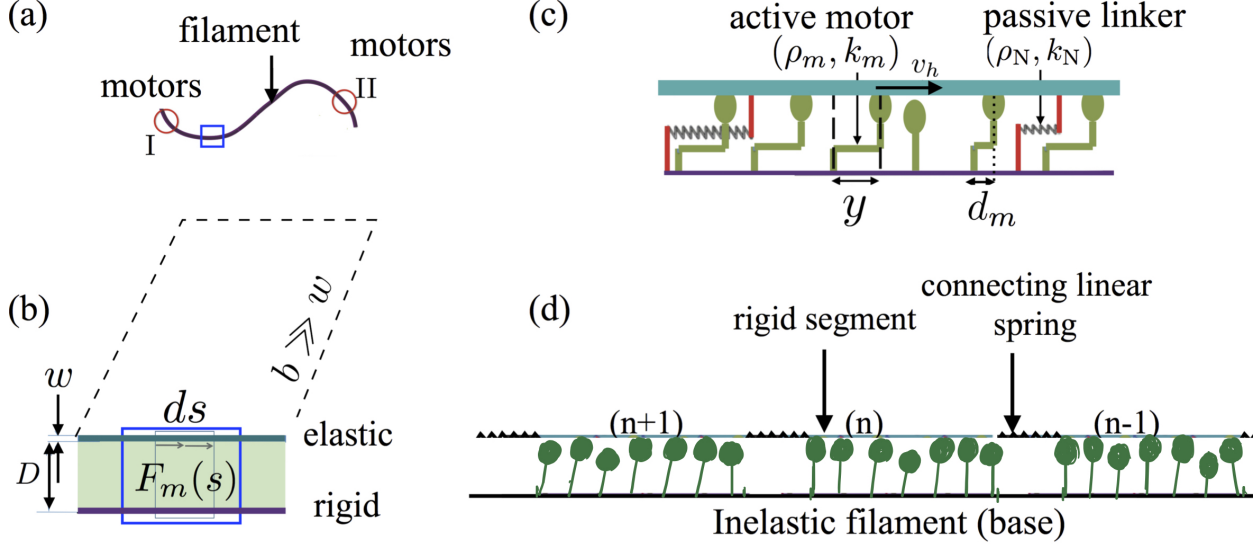 (a)
filament
motors
motors
I
II
(b)
b ≫ w
w
ds
elastic
D
F_m(s)
rigid
(c)
active motor
passive linker
(ρ_m, k_m)
(ρ_N, k_N)
v_h
y
d_m
(d)
connecting linear
rigid segment
spring
(n+1)
(n)
(n-1)
Inelastic filament (base)